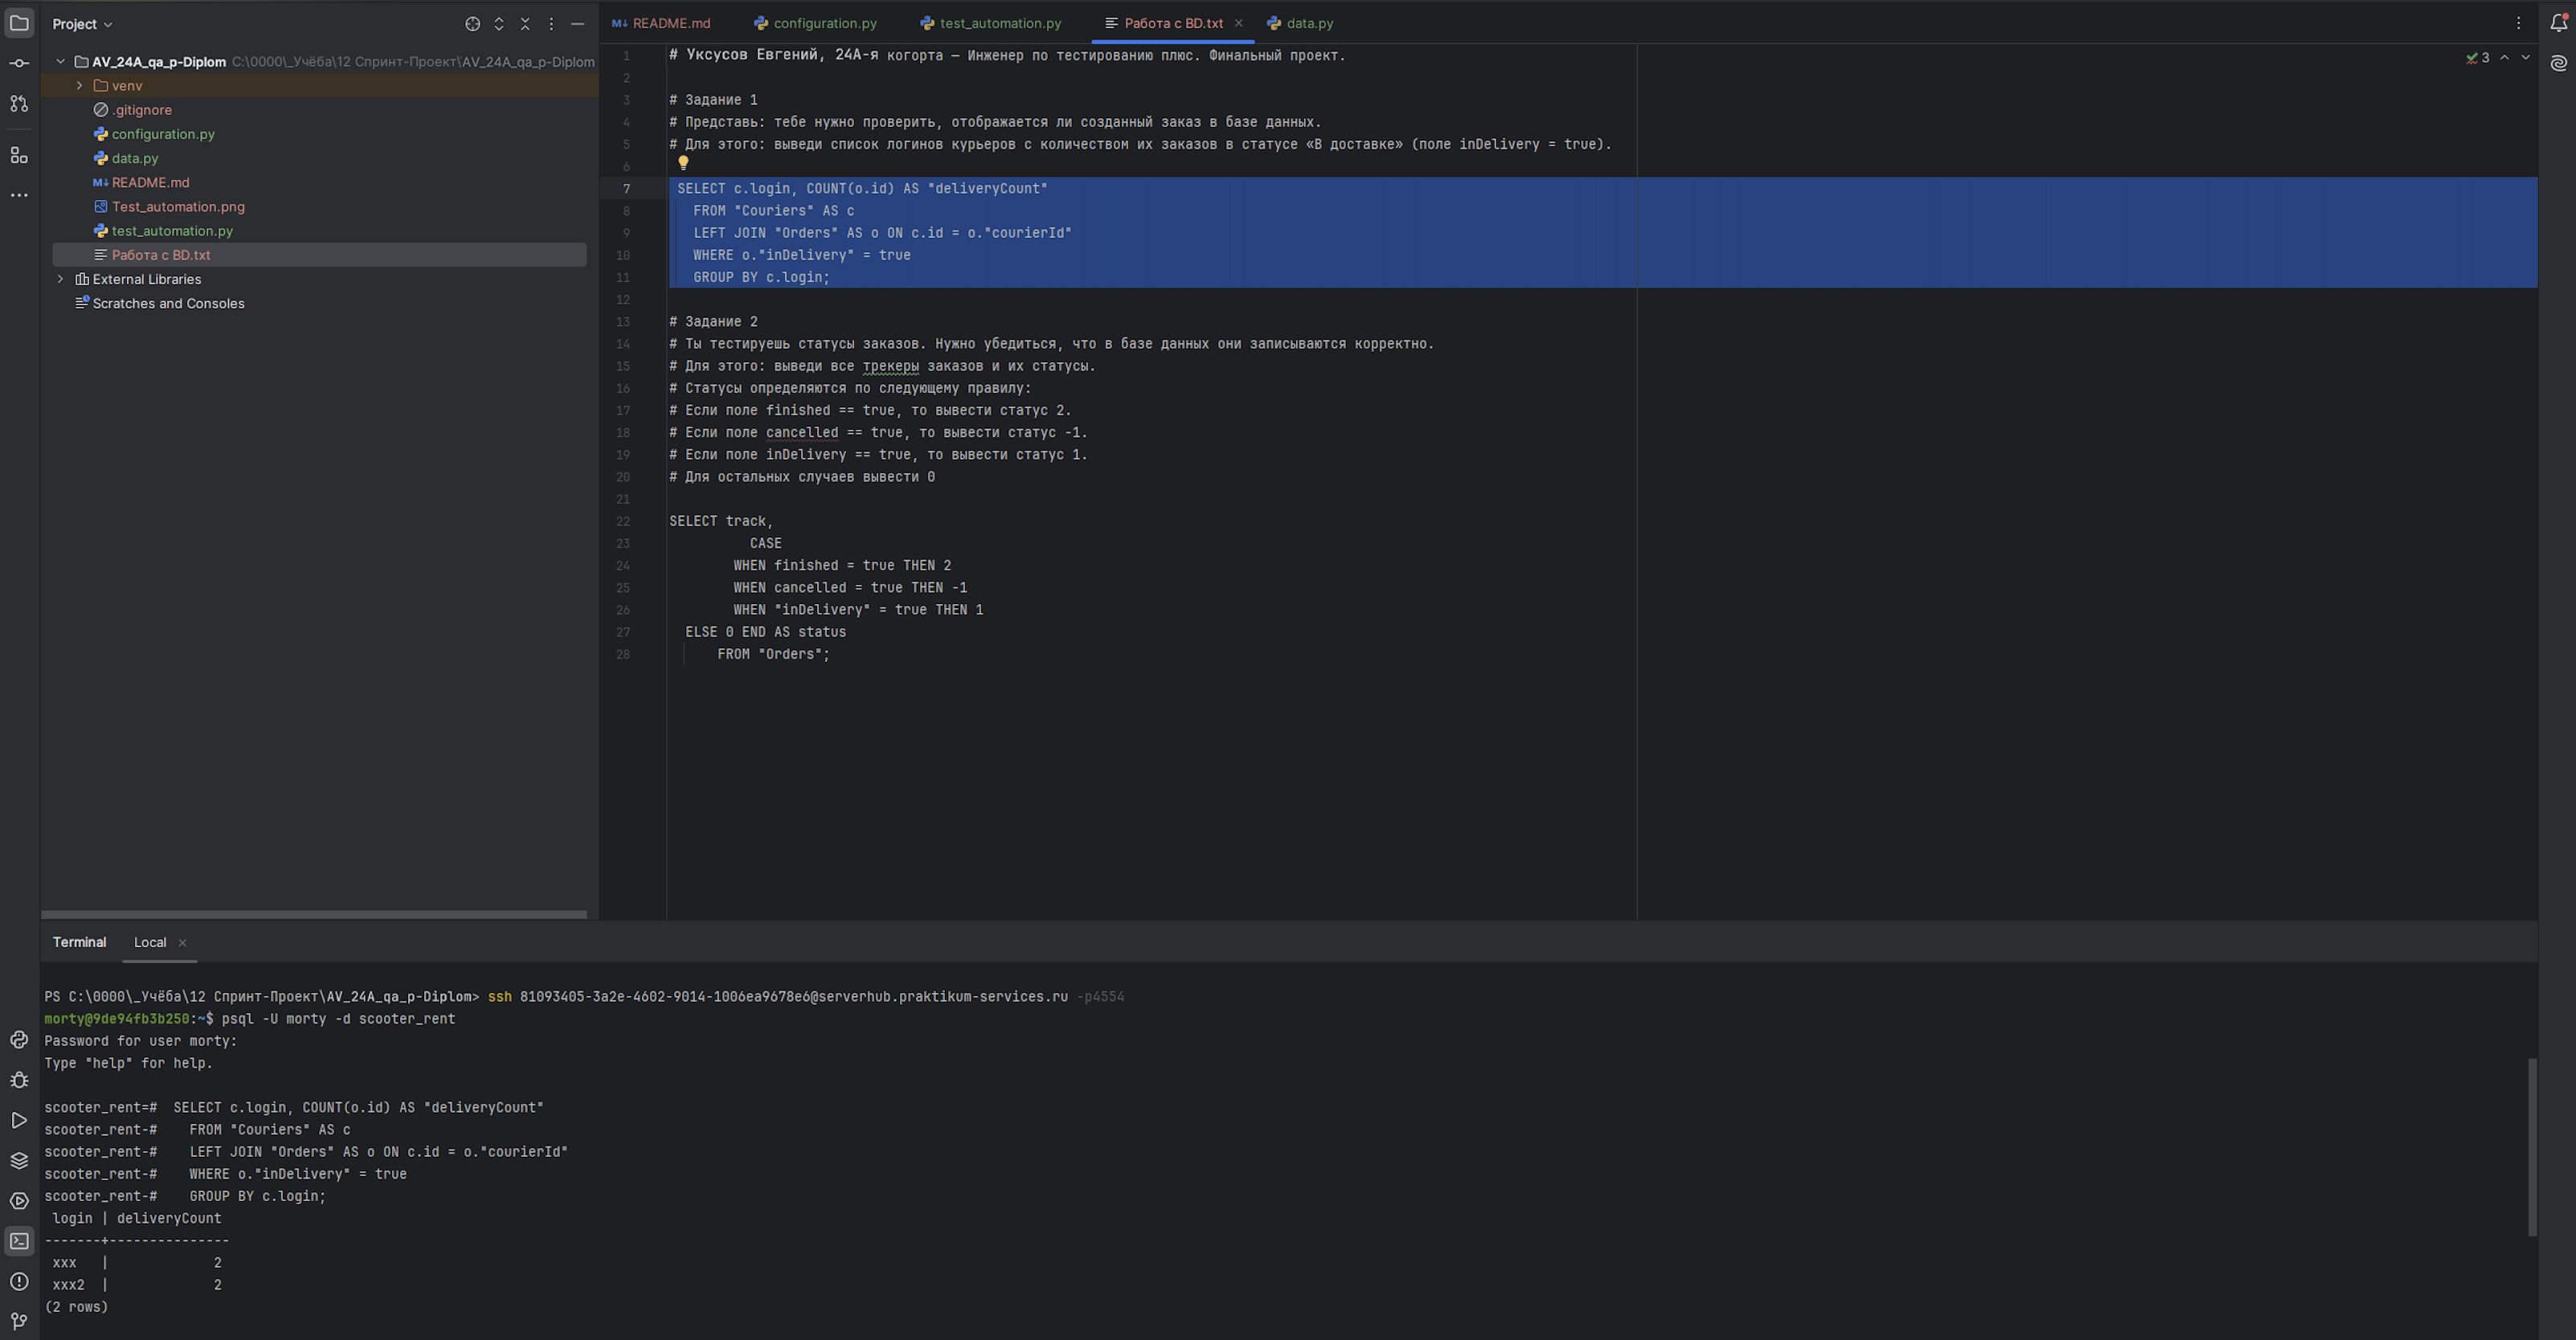 Project
AV_24A_qa_p-Diplom C:\0000\_Учёба\12 Спринт-Проект\AV_24A_qa_p-Diplom
venv
.gitignore
configuration.py
data.py
M↓ README.md
Test_automation.png
test_automation.py
Работа с BD.txt
External Libraries
Scratches and Consoles
M↓ README.md configuration.py test_automation.py Работа с BD.txt × data.py
3
1 # Уксусов Евгений, 24А-я когорта — Инженер по тестированию плюс. Финальный проект.
2
3 # Задание 1
4 # Представь: тебе нужно проверить, отображается ли созданный заказ в базе данных.
5 # Для этого: выведи список логинов курьеров с количеством их заказов в статусе «В доставке» (поле inDelivery = true).
6
7 SELECT c.login, COUNT(o.id) AS "deliveryCount"
8 FROM "Couriers" AS c
9 LEFT JOIN "Orders" AS o ON c.id = o."courierId"
10 WHERE o."inDelivery" = true
11 GROUP BY c.login;
12
13 # Задание 2
14 # Ты тестируешь статусы заказов. Нужно убедиться, что в базе данных они записываются корректно.
15 # Для этого: выведи все трекеры заказов и их статусы.
16 # Статусы определяются по следующему правилу:
17 # Если поле finished == true, то вывести статус 2.
18 # Если поле cancelled == true, то вывести статус -1.
19 # Если поле inDelivery == true, то вывести статус 1.
20 # Для остальных случаев вывести 0
21
22 SELECT track,
23 CASE
24 WHEN finished = true THEN 2
25 WHEN cancelled = true THEN -1
26 WHEN "inDelivery" = true THEN 1
27 ELSE 0 END AS status
28 FROM "Orders";
Terminal Local ×
PS C:\0000\_Учёба\12 Спринт-Проект\AV_24A_qa_p-Diplom> ssh 81093405-3a2e-4602-9014-1006ea9678e6@serverhub.praktikum-services.ru -p4554
morty@9de94fb3b250:~$ psql -U morty -d scooter_rent
Password for user morty:
Type "help" for help.
scooter_rent=# SELECT c.login, COUNT(o.id) AS "deliveryCount"
scooter_rent-# FROM "Couriers" AS c
scooter_rent-# LEFT JOIN "Orders" AS o ON c.id = o."courierId"
scooter_rent-# WHERE o."inDelivery" = true
scooter_rent-# GROUP BY c.login;
login | deliveryCount
-------+---------------
xxx | 2
xxx2 | 2
(2 rows)